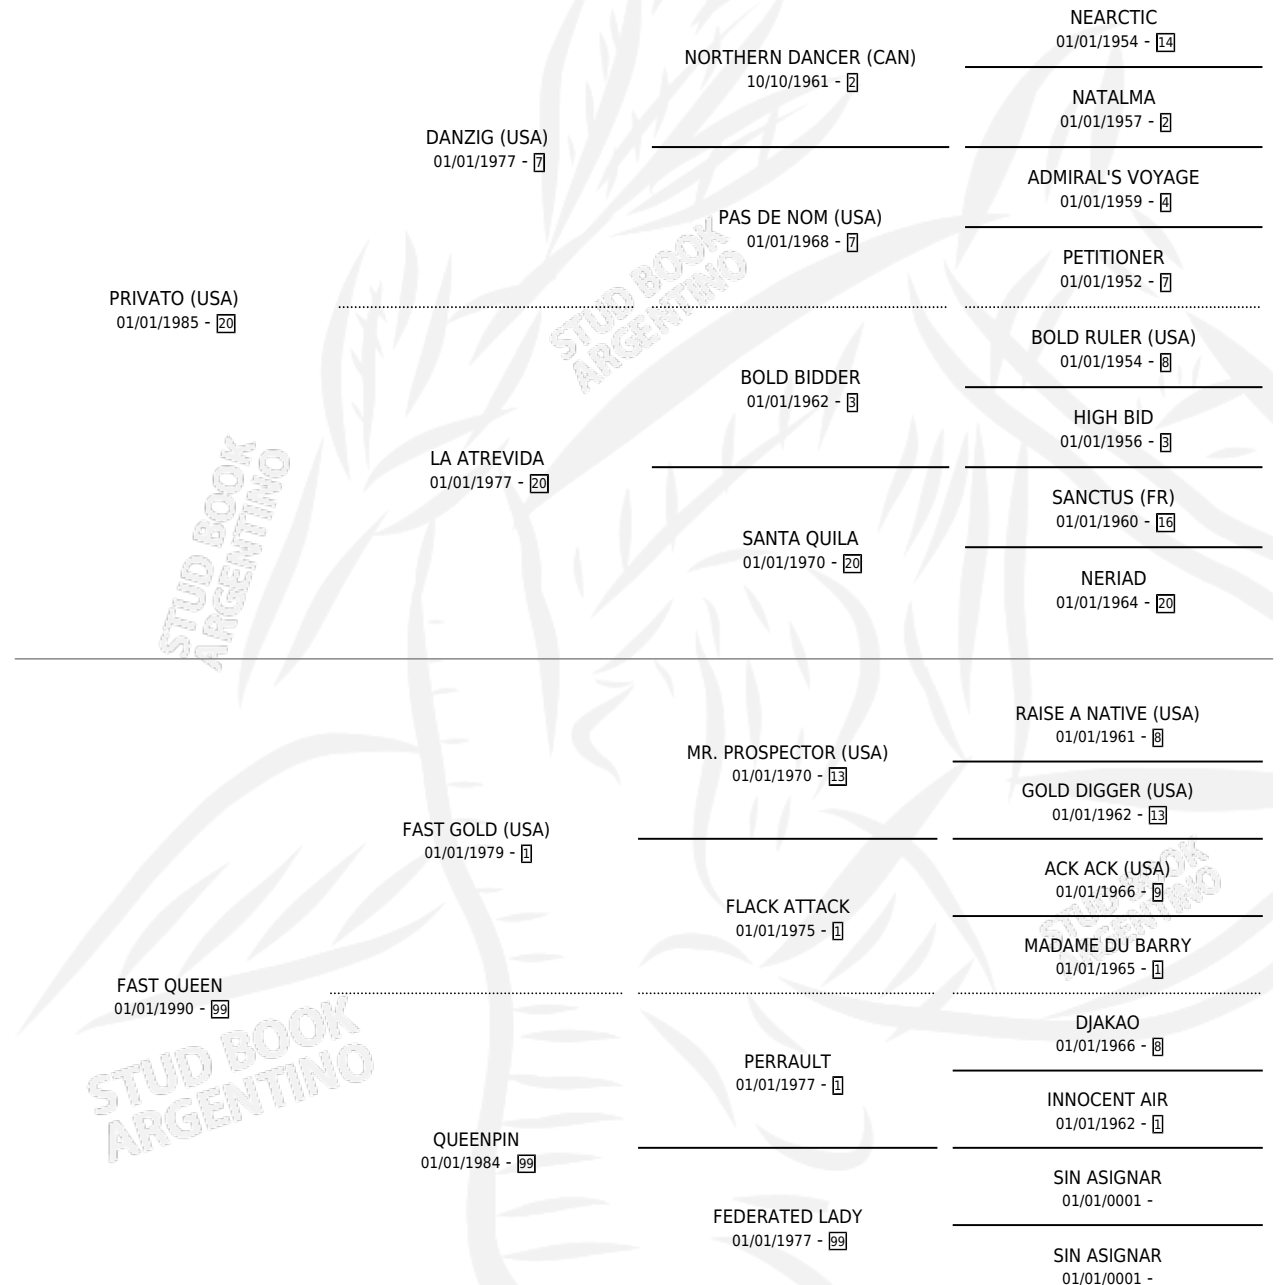 NEARCTIC
01/01/1954 - 14
NORTHERN DANCER (CAN)
10/10/1961 - 2
NATALMA
01/01/1957 - 2
DANZIG (USA)
01/01/1977 - 7
ADMIRAL'S VOYAGE
01/01/1959 - 4
PAS DE NOM (USA)
01/01/1968 - 7
PETITIONER
01/01/1952 - 7
PRIVATO (USA)
01/01/1985 - 20
STUD BOOK
ARGENTINO
BOLD RULER (USA)
01/01/1954 - 8
BOLD BIDDER
01/01/1962 - 3
HIGH BID
01/01/1956 - 3
LA ATREVIDA
01/01/1977 - 20
SANCTUS (FR)
01/01/1960 - 16
SANTA QUILA
01/01/1970 - 20
NERIAD
01/01/1964 - 20
STUD BOOK
ARGENTINO
RAISE A NATIVE (USA)
01/01/1961 - 8
MR. PROSPECTOR (USA)
01/01/1970 - 13
GOLD DIGGER (USA)
01/01/1962 - 13
FAST GOLD (USA)
01/01/1979 - 1
ACK ACK (USA)
01/01/1966 - 9
FLACK ATTACK
01/01/1975 - 1
MADAME DU BARRY
01/01/1965 - 1
STUD BOOK
ARGENTINO
FAST QUEEN
01/01/1990 - 99
DJAKAO
01/01/1966 - 8
PERRAULT
01/01/1977 - 1
INNOCENT AIR
01/01/1962 - 1
STUD BOOK
ARGENTINO
QUEENPIN
01/01/1984 - 99
SIN ASIGNAR
01/01/0001 -
FEDERATED LADY
01/01/1977 - 99
SIN ASIGNAR
01/01/0001 -